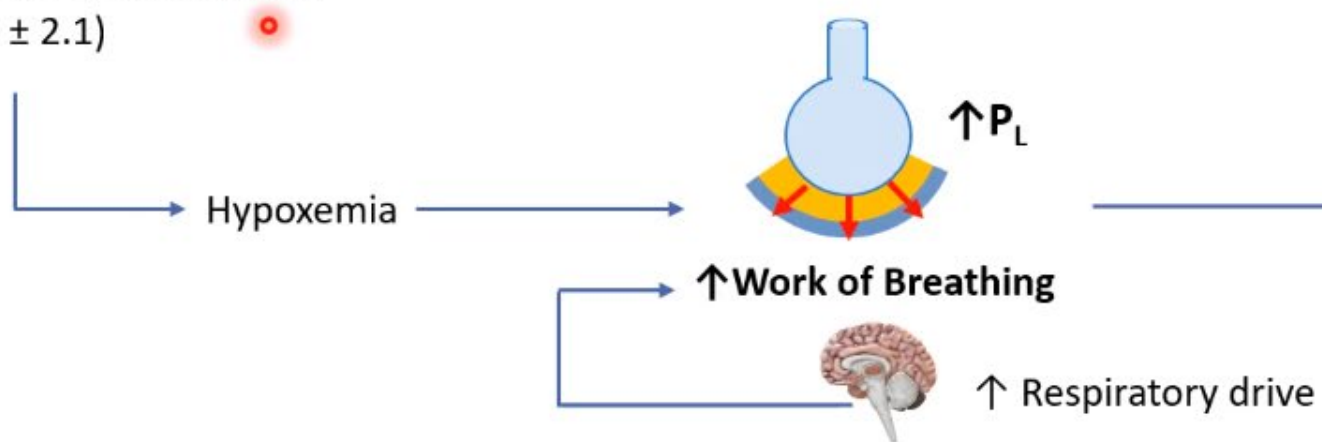 ± 2.1)
↑P_L
Hypoxemia
↑Work of Breathing
↑ Respiratory drive